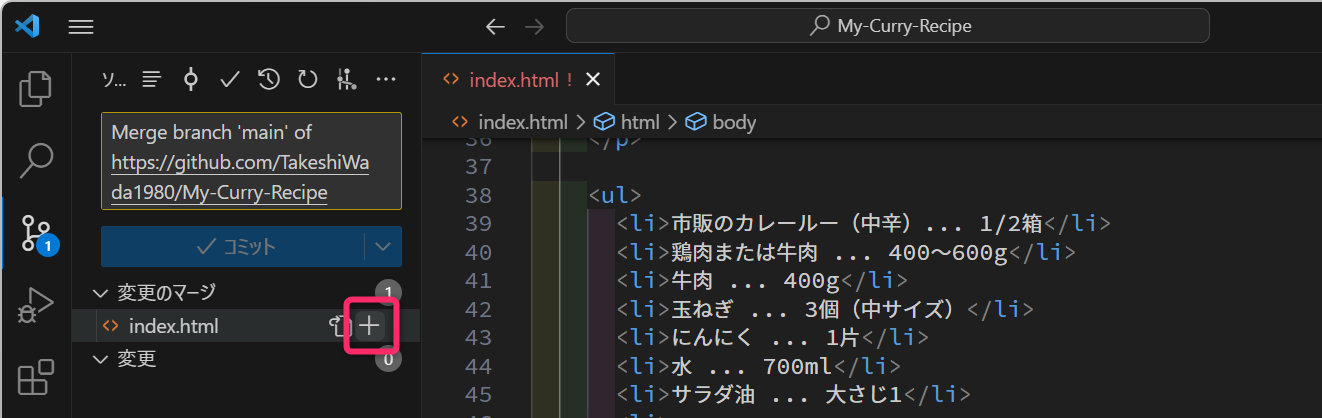 My-Curry-Recipe
ソ...
index.html !
Merge branch 'main' of
https://github.com/TakeshiWa
da1980/My-Curry-Recipe
index.html > html > body
コミット
1
変更のマージ 1
index.html
変更 0
36 </p>
37
38 <ul>
39 <li>市販のカレールー（中辛）... 1/2箱</li>
40 <li>鶏肉または牛肉 ... 400～600g</li>
41 <li>牛肉 ... 400g</li>
42 <li>玉ねぎ ... 3個（中サイズ）</li>
43 <li>にんにく ... 1片</li>
44 <li>水 ... 700ml</li>
45 <li>サラダ油 ... 大さじ1</li>